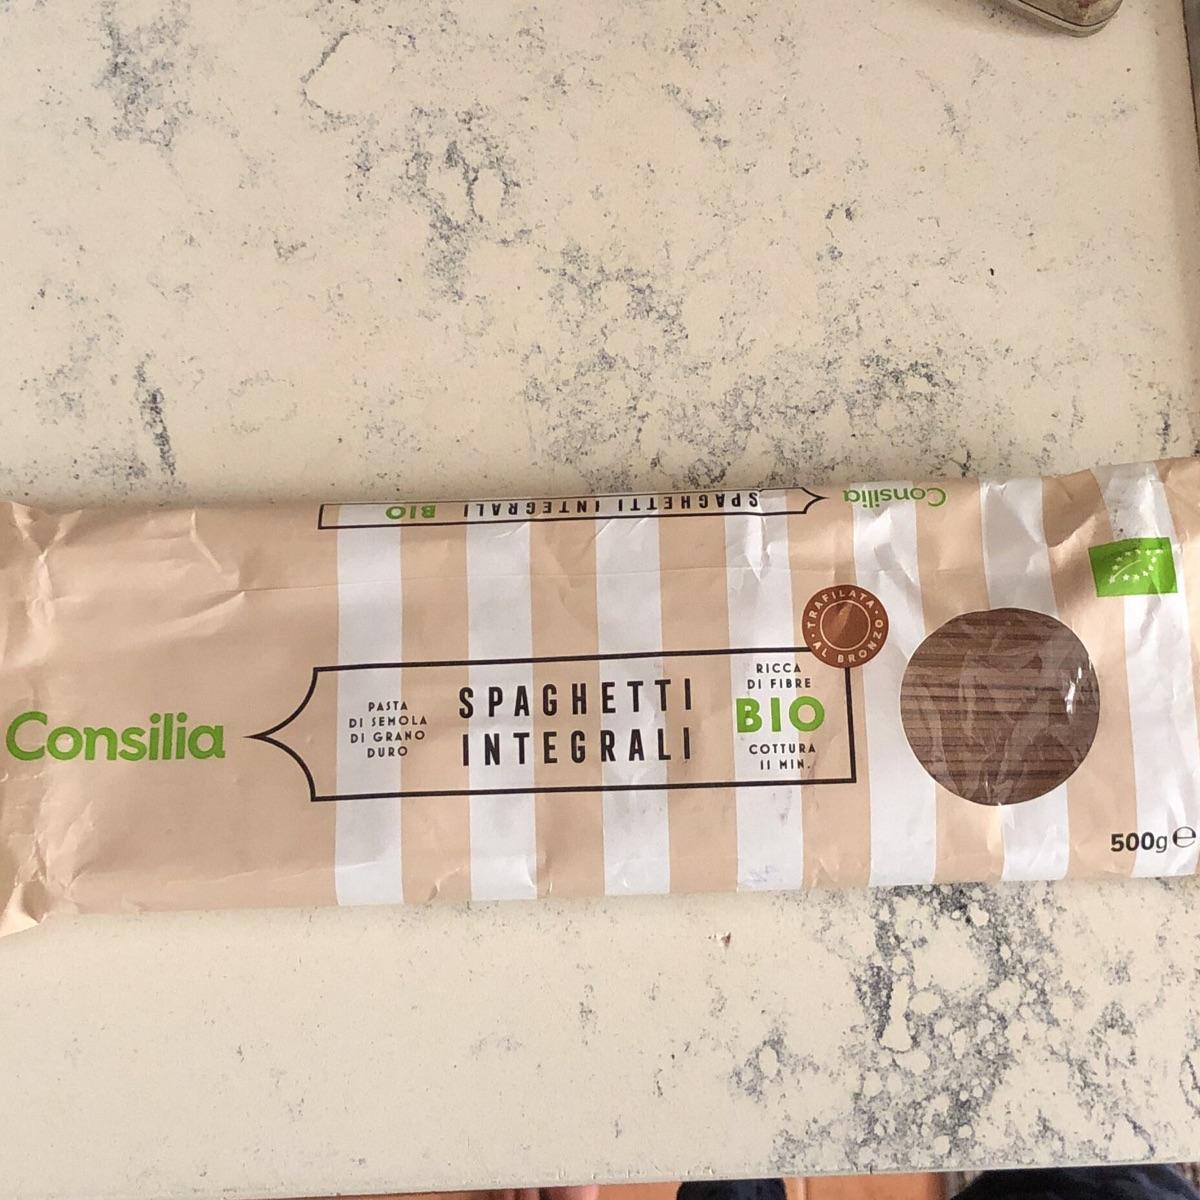 Consilia
SPAGHETTI INTEGRALI BIO
TRAFILATA
AL BRONZO
Consilia
PASTA
DI SEMOLA
DI GRANO
DURO
SPAGHETTI
INTEGRALI
RICCA
DI FIBRE
BIO
COTTURA
11 MIN.
500g ℮